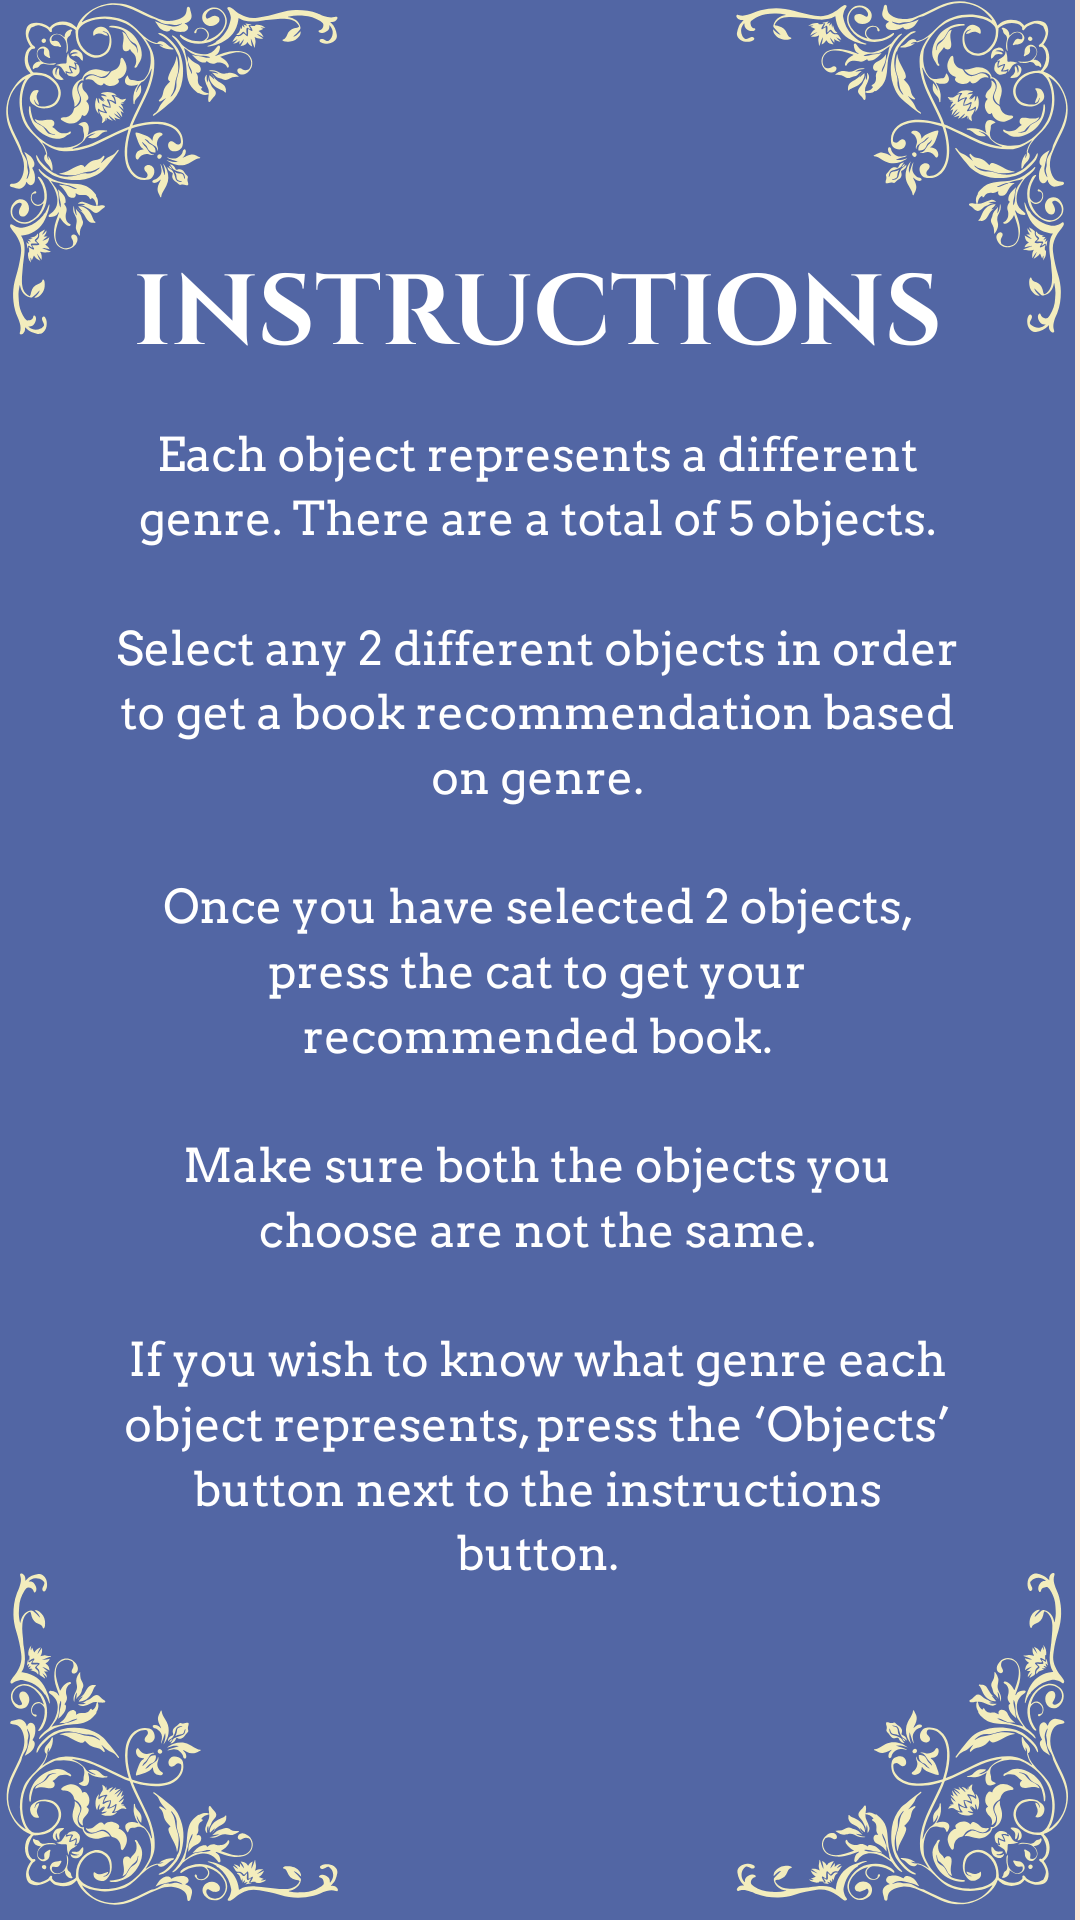 INSTRUCTIONS
Each object represents a different
genre. There are a total of 5 objects.
Select any 2 different objects in order
to get a book recommendation based
on genre.
Once you have selected 2 objects,
press the cat to get your
recommended book.
Make sure both the objects you
choose are not the same.
If you wish to know what genre each
object represents, press the ‘Objects’
button next to the instructions
button.